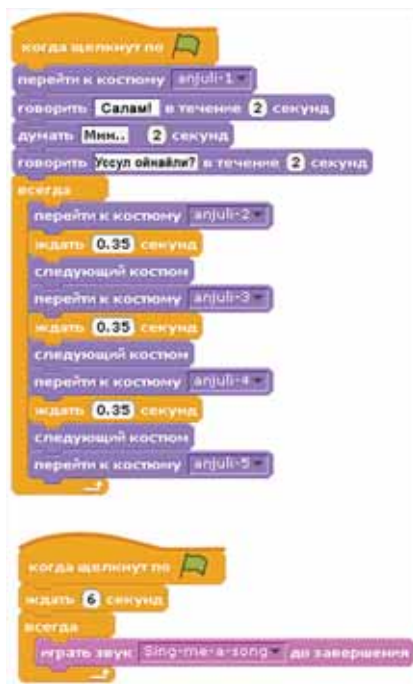 когда щелкнут по
перейти к костюму anjuli-1
говорить Салам! в течение 2 секунд
думать Ммм.. 2 секунд
говорить Уссул ойнайли? в течение 2 секунд
всегда
перейти к костюму anjuli-2
ждать 0.35 секунд
следующий костюм
перейти к костюму anjuli-3
ждать 0.35 секунд
следующий костюм
перейти к костюму anjuli-4
ждать 0.35 секунд
следующий костюм
перейти к костюму anjuli-5
когда щелкнут по
ждать 6 секунд
всегда
играть звук Sing-me-a-song до завершения